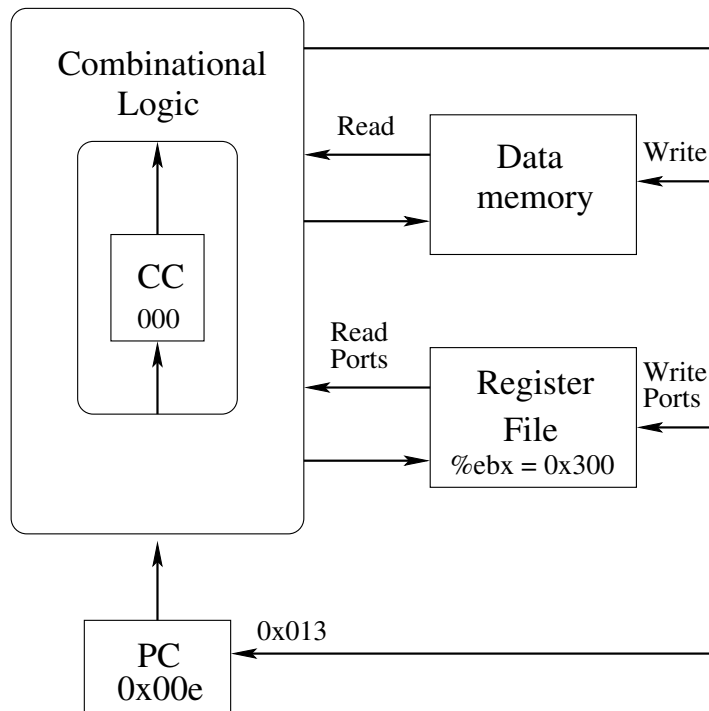 Combinational
Logic
CC
000
Read
Data
memory
Write
Read
Ports
Register
File
%ebx = 0x300
Write
Ports
0x013
PC
0x00e